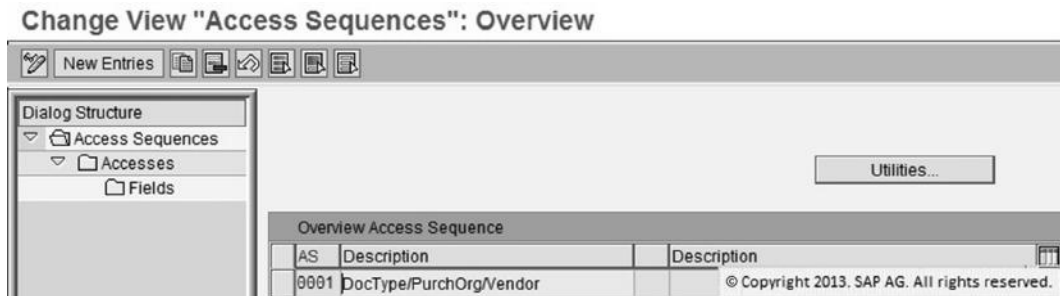 Change View "Access Sequences": Overview
New Entries
Dialog Structure
Access Sequences
Accesses
Fields
Utilities...
Overview Access Sequence
AS Description Description
0001 DocType/PurchOrg/Vendor
© Copyright 2013. SAP AG. All rights reserved.